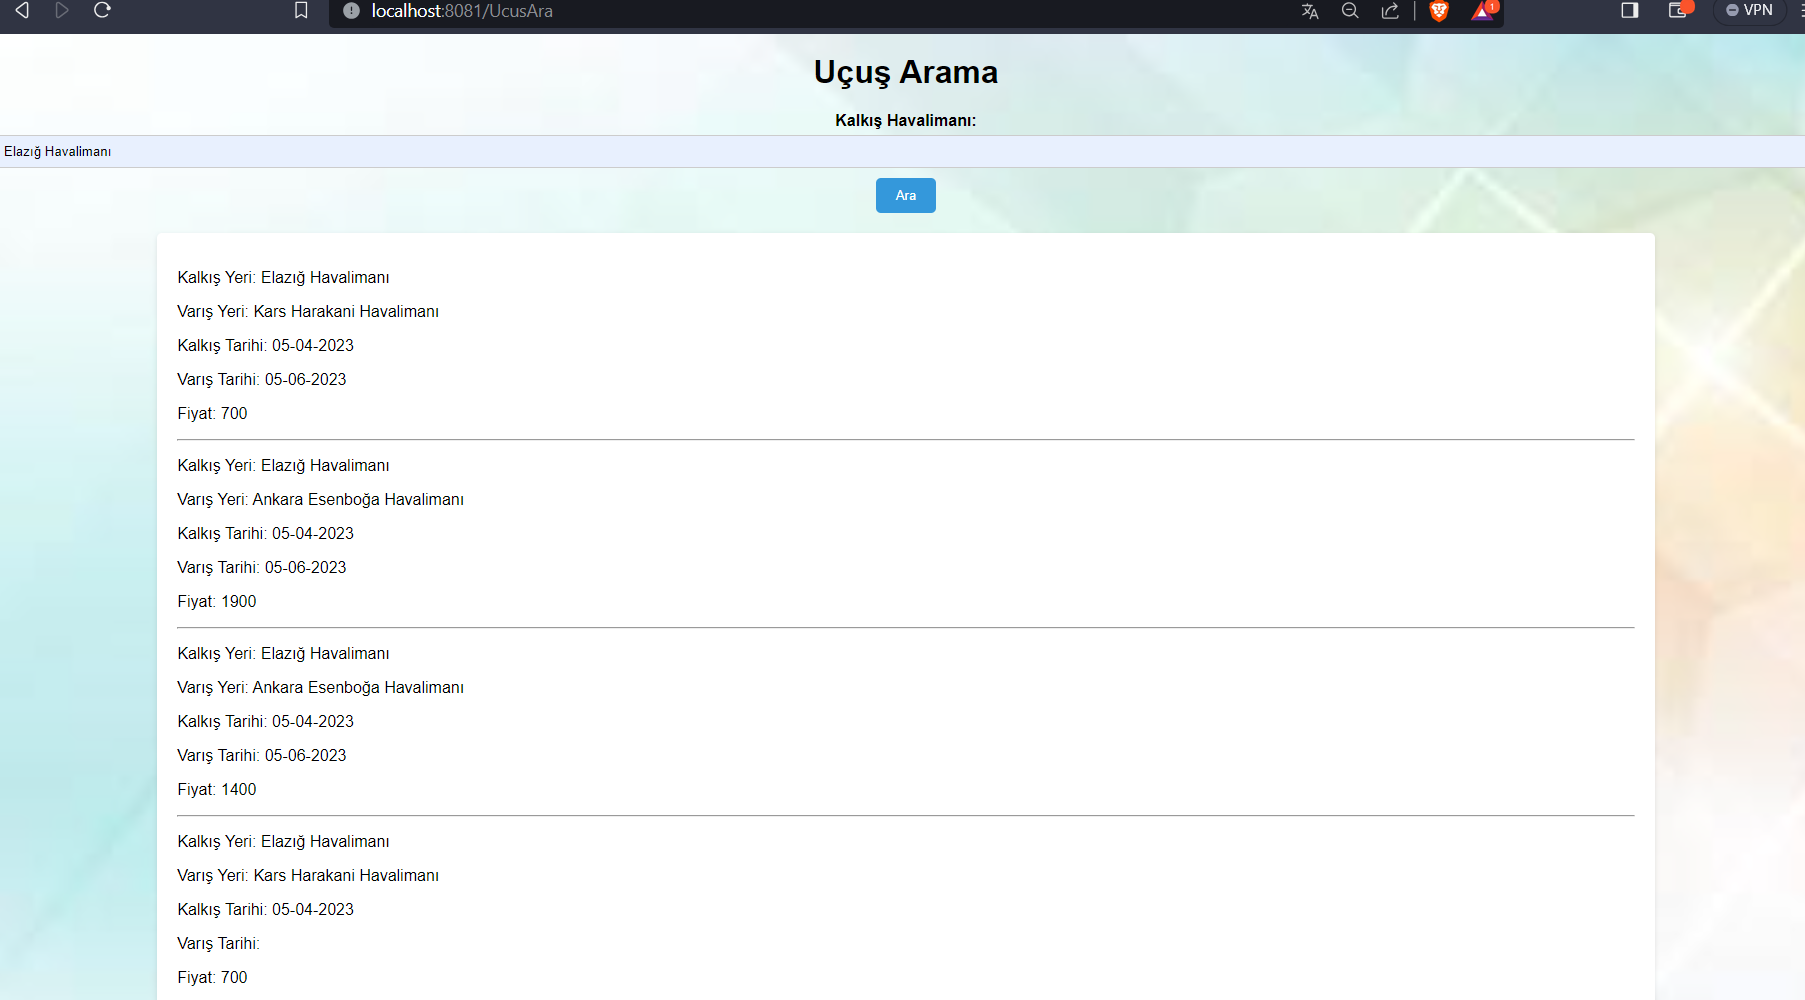 localhost:8081/UcusAra
1
VPN
Uçuş Arama
Kalkış Havalimanı:
Elazığ Havalimanı
Ara
Kalkış Yeri: Elazığ Havalimanı
Varış Yeri: Kars Harakani Havalimanı
Kalkış Tarihi: 05-04-2023
Varış Tarihi: 05-06-2023
Fiyat: 700
Kalkış Yeri: Elazığ Havalimanı
Varış Yeri: Ankara Esenboğa Havalimanı
Kalkış Tarihi: 05-04-2023
Varış Tarihi: 05-06-2023
Fiyat: 1900
Kalkış Yeri: Elazığ Havalimanı
Varış Yeri: Ankara Esenboğa Havalimanı
Kalkış Tarihi: 05-04-2023
Varış Tarihi: 05-06-2023
Fiyat: 1400
Kalkış Yeri: Elazığ Havalimanı
Varış Yeri: Kars Harakani Havalimanı
Kalkış Tarihi: 05-04-2023
Varış Tarihi:
Fiyat: 700